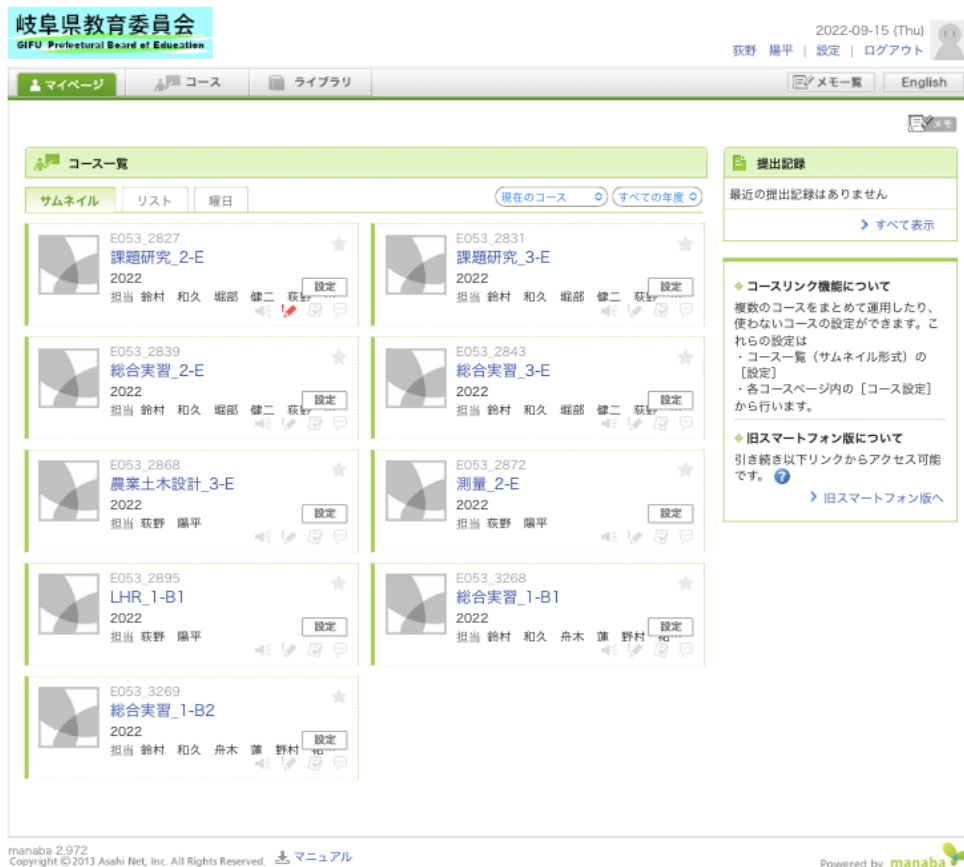 岐阜県教育委員会
GIFU Prefectural Board of Education
2022-09-15 (Thu)
荻野 陽平 | 設定 | ログアウト
マイページ
コース
ライブラリ
メモ一覧
English
メモ
コース一覧
サムネイル
リスト
曜日
現在のコース
すべての年度
E053_2827
課題研究_2-E
2022
設定
担当 鈴村 和久 堀部 健二 荻野 …
E053_2831
課題研究_3-E
2022
設定
担当 鈴村 和久 堀部 健二 荻野 …
E053_2839
総合実習_2-E
2022
設定
担当 鈴村 和久 堀部 健二 荻野 …
E053_2843
総合実習_3-E
2022
設定
担当 鈴村 和久 堀部 健二 荻野 …
E053_2868
農業土木設計_3-E
2022
設定
担当 荻野 陽平
E053_2872
測量_2-E
2022
設定
担当 荻野 陽平
E053_2895
LHR_1-B1
2022
設定
担当 荻野 陽平
E053_3268
総合実習_1-B1
2022
設定
担当 鈴村 和久 舟木 蓮 野村 祐…
E053_3269
総合実習_1-B2
2022
設定
担当 鈴村 和久 舟木 蓮 野村 祐…
提出記録
最近の提出記録はありません
すべて表示
コースリンク機能について
複数のコースをまとめて運用したり、
使わないコースの設定ができます。こ
れらの設定は
・コース一覧（サムネイル形式）の
［設定］
・各コースページ内の［コース設定］
から行います。
旧スマートフォン版について
引き続き以下リンクからアクセス可能
です。
旧スマートフォン版へ
manaba 2.972
Copyright ©2013 Asahi Net, Inc. All Rights Reserved.
マニュアル
Powered by manaba